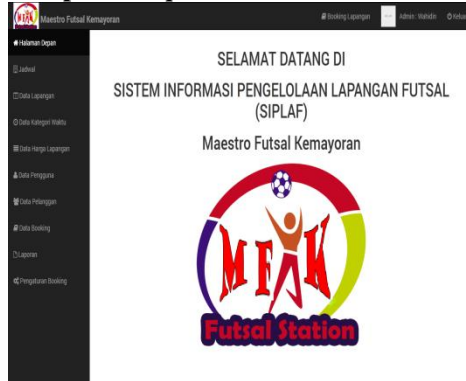 Maestro Futsal Kemayoran
Booking Lapangan
Admin : Wahidin
Keluar
Halaman Depan
Jadwal
Data Lapangan
Data Kategori Waktu
Data Harga Lapangan
Data Pengguna
Data Pelanggan
Data Booking
Laporan
Pengaturan Booking
SELAMAT DATANG DI
SISTEM INFORMASI PENGELOLAAN LAPANGAN FUTSAL
(SIPLAF)
Maestro Futsal Kemayoran
MFK
Futsal Station